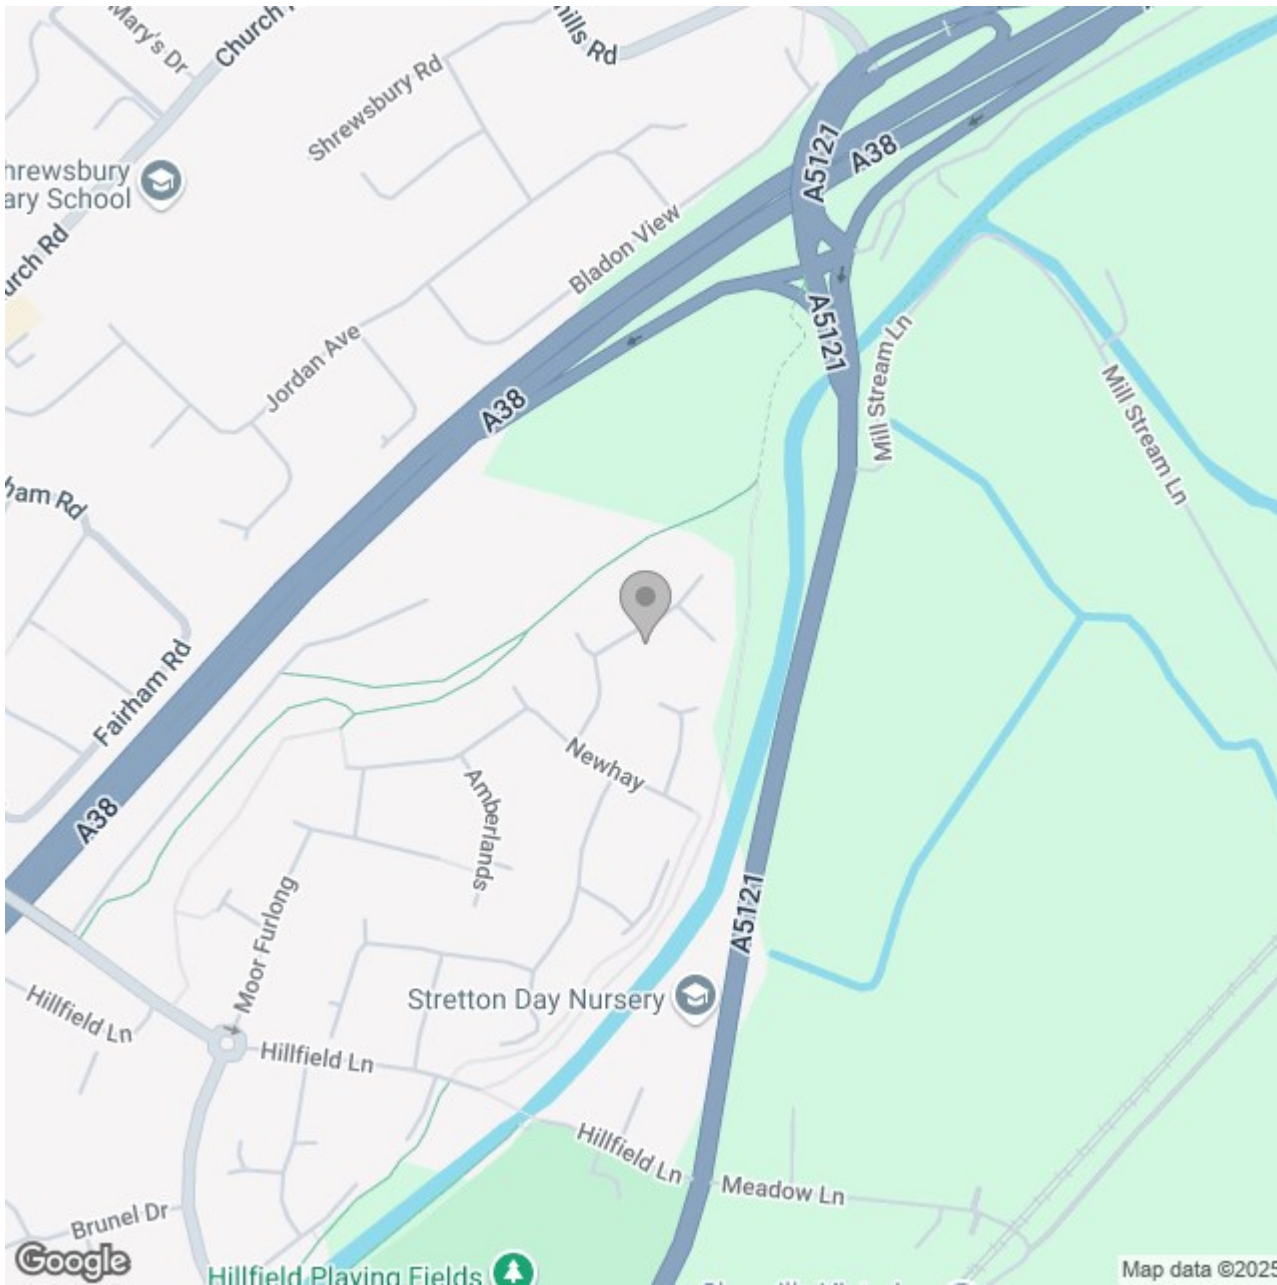 Mary's Dr
Church
Shrewsbury Rd
hills Rd
hrewsbury
ary School
urch Rd
Bladon View
A5121
A38
A5121
Mill Stream Ln
Mill Stream Ln
Jordan Ave
A38
ham Rd
Fairham Rd
A38
Newhay
Amberlands
Moor Furlong
A5121
Hillfield Ln
Stretton Day Nursery
Hillfield Ln
Hillfield Ln
Meadow Ln
Brunel Dr
Google
Hillfield Playing Fields
Map data ©2025